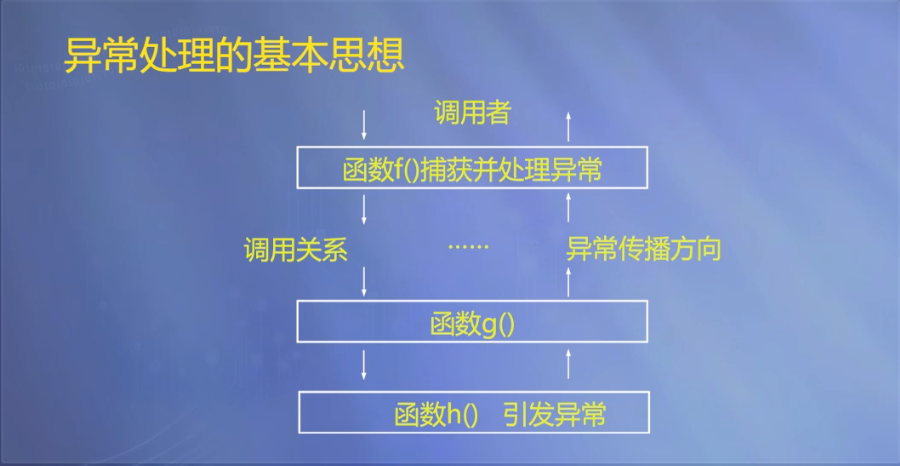 异常处理的基本思想
调用者
函数f()捕获并处理异常
调用关系 …… 异常传播方向
函数g()
函数h() 引发异常